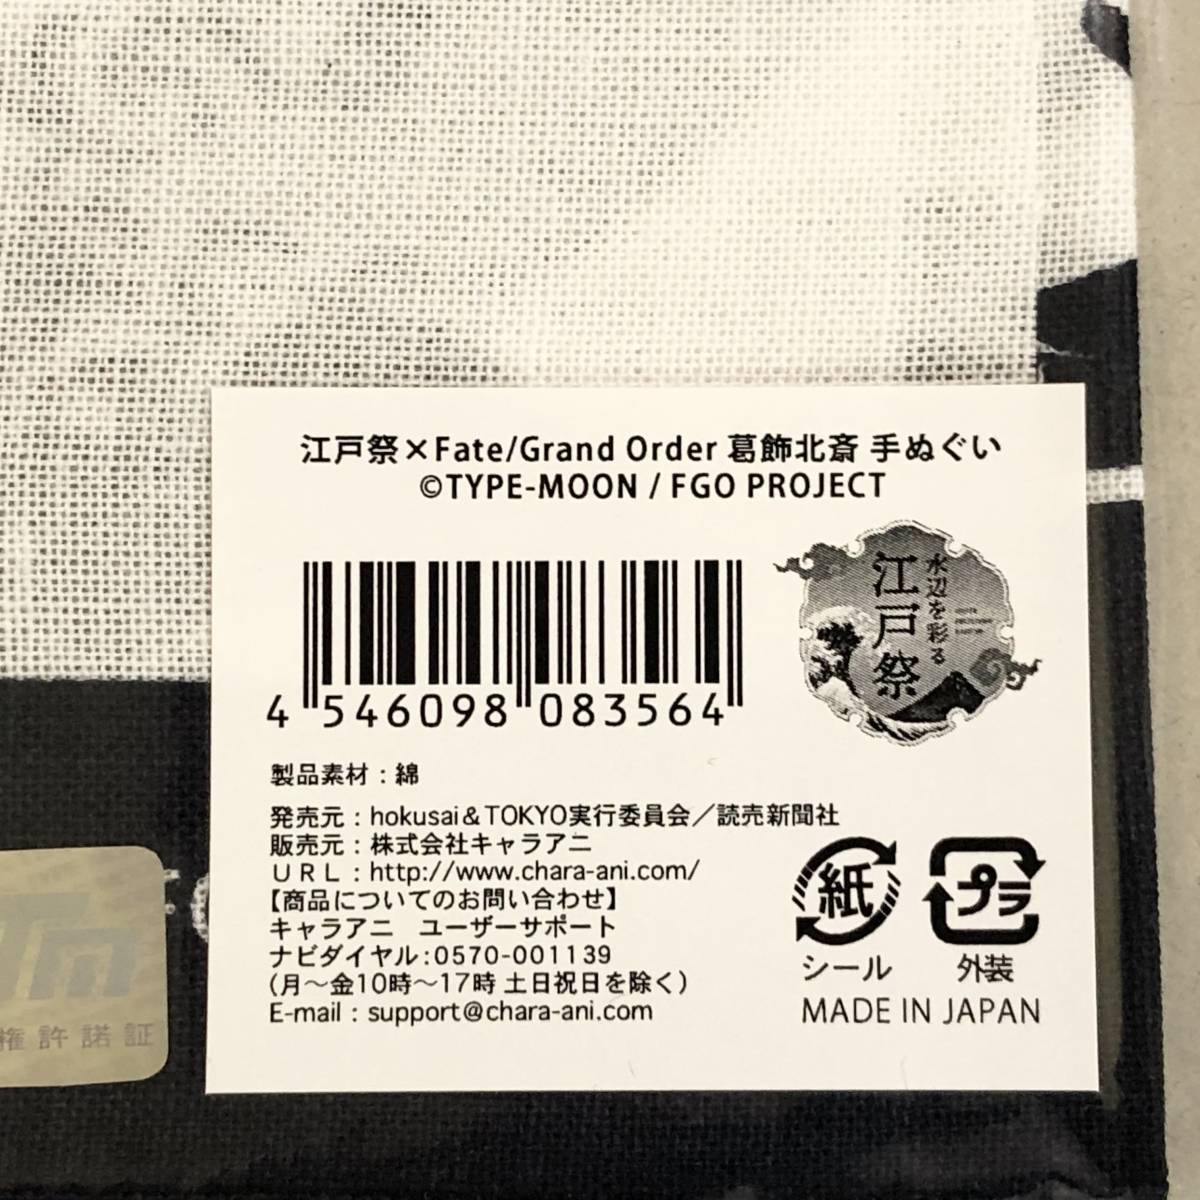 江戸祭×Fate/Grand Order 葛飾北斎 手ぬぐい
©TYPE-MOON / FGO PROJECT
水辺を彩る
江戸祭
4 546098 083564
製品素材：綿
発売元：hokusai＆TOKYO実行委員会／読売新聞社
販売元：株式会社キャラアニ
ＵＲＬ：http://www.chara-ani.com/
【商品についてのお問い合わせ】
キャラアニ　ユーザーサポート
ナビダイヤル：0570-001139
(月～金10時～17時 土日祝日を除く)
E-mail：support@chara-ani.com
紙
シール
プラ
外装
MADE IN JAPAN
TM
権許諾証